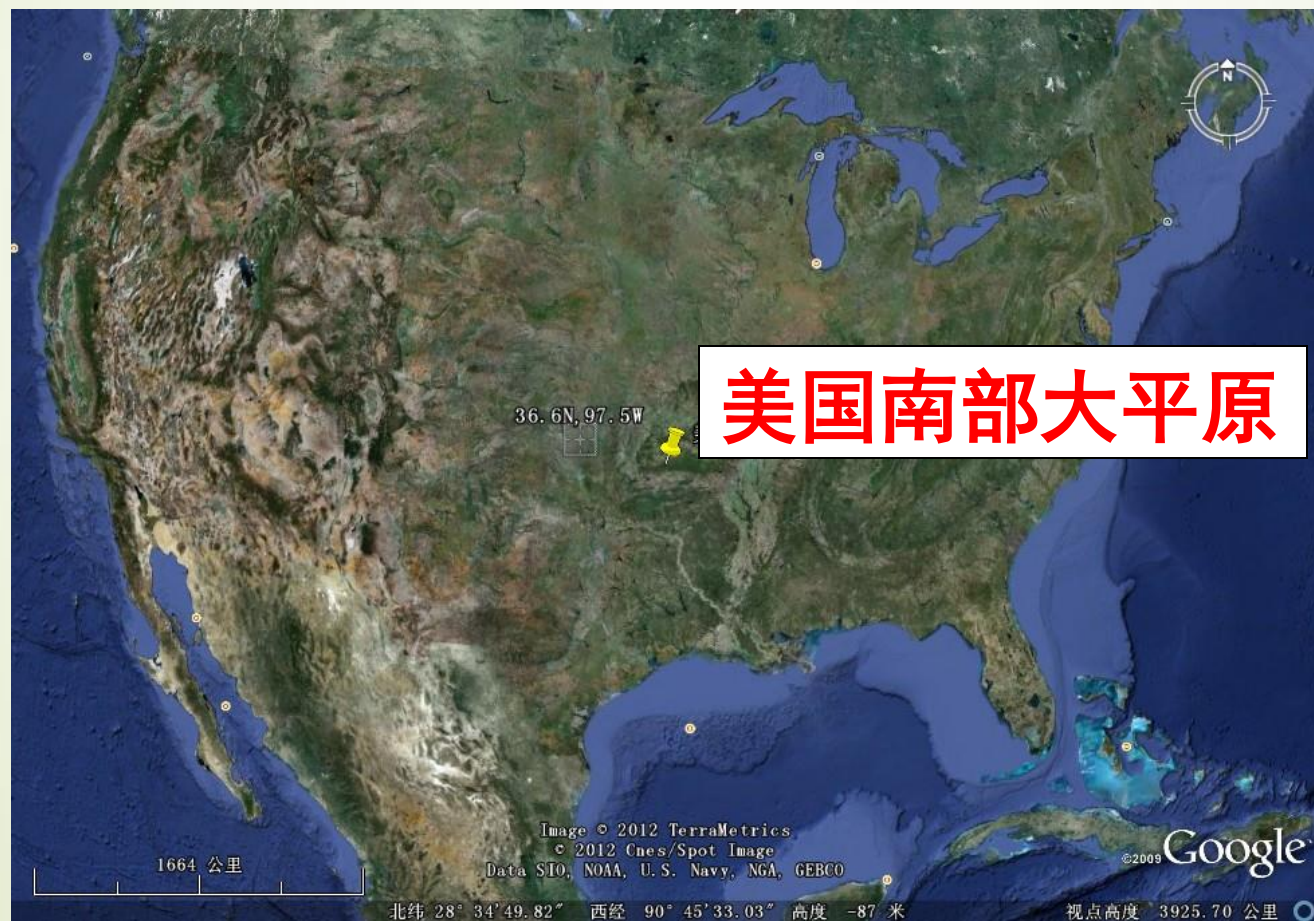 N
36.6N, 97.5W
美国南部大平原
Image © 2012 TerraMetrics
© 2012 Cnes/Spot Image
Data SIO, NOAA, U.S. Navy, NGA, GEBCO
©2009 Google
1664 公里
北纬 28° 34'49.82" 西经 90° 45'33.03" 高度 -87 米
视点高度 3925.70 公里